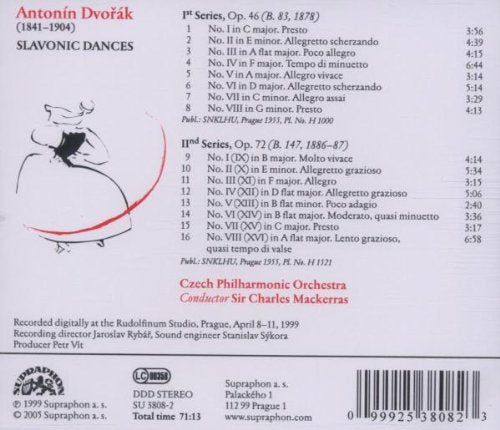 Antonín Dvořák
(1841–1904)
SLAVONIC DANCES
Iˢᵗ Series, Op. 46 (B. 83, 1878)
1 No. I in C major. Presto 3:56
2 No. II in E minor. Allegretto scherzando 4:39
3 No. III in A flat major. Poco allegro 4:15
4 No. IV in F major. Tempo di minuetto 6:44
5 No. V in A major. Allegro vivace 3:14
6 No. VI in D major. Allegretto scherzando 5:14
7 No. VII in C minor. Allegro assai 3:29
8 No. VIII in G minor. Presto 4:13
Publ.: SNKLHU, Prague 1955, Pl. No. H 1000
IIⁿᵈ Series, Op. 72 (B. 147, 1886–87)
9 No. I (IX) in B major. Molto vivace 4:14
10 No. II (X) in E minor. Allegretto grazioso 5:34
11 No. III (XI) in F major. Allegro 3:15
12 No. IV (XII) in D flat major. Allegretto grazioso 5:06
13 No. V (XIII) in B flat minor. Poco adagio 2:40
14 No. VI (XIV) in B flat major. Moderato, quasi minuetto 3:36
15 No. VII (XV) in C major. Presto 3:17
16 No. VIII (XVI) in A flat major. Lento grazioso, 6:58
quasi tempo di valse
Publ.: SNKLHU, Prague 1955, Pl. No. H 1521
Czech Philharmonic Orchestra
Conductor Sir Charles Mackerras
Recorded digitally at the Rudolfinum Studio, Prague, April 8–11, 1999
Recording director Jaroslav Rybář, Sound engineer Stanislav Sýkora
Producer Petr Vít
SUPRAPHON
℗ 1999 Supraphon a. s.
© 2005 Supraphon a. s.
LC 00358
DDD STEREO
SU 3808-2
Total time 71:13
Supraphon a. s.
Palackého 1
112 99 Prague 1
0 99925 38082 3